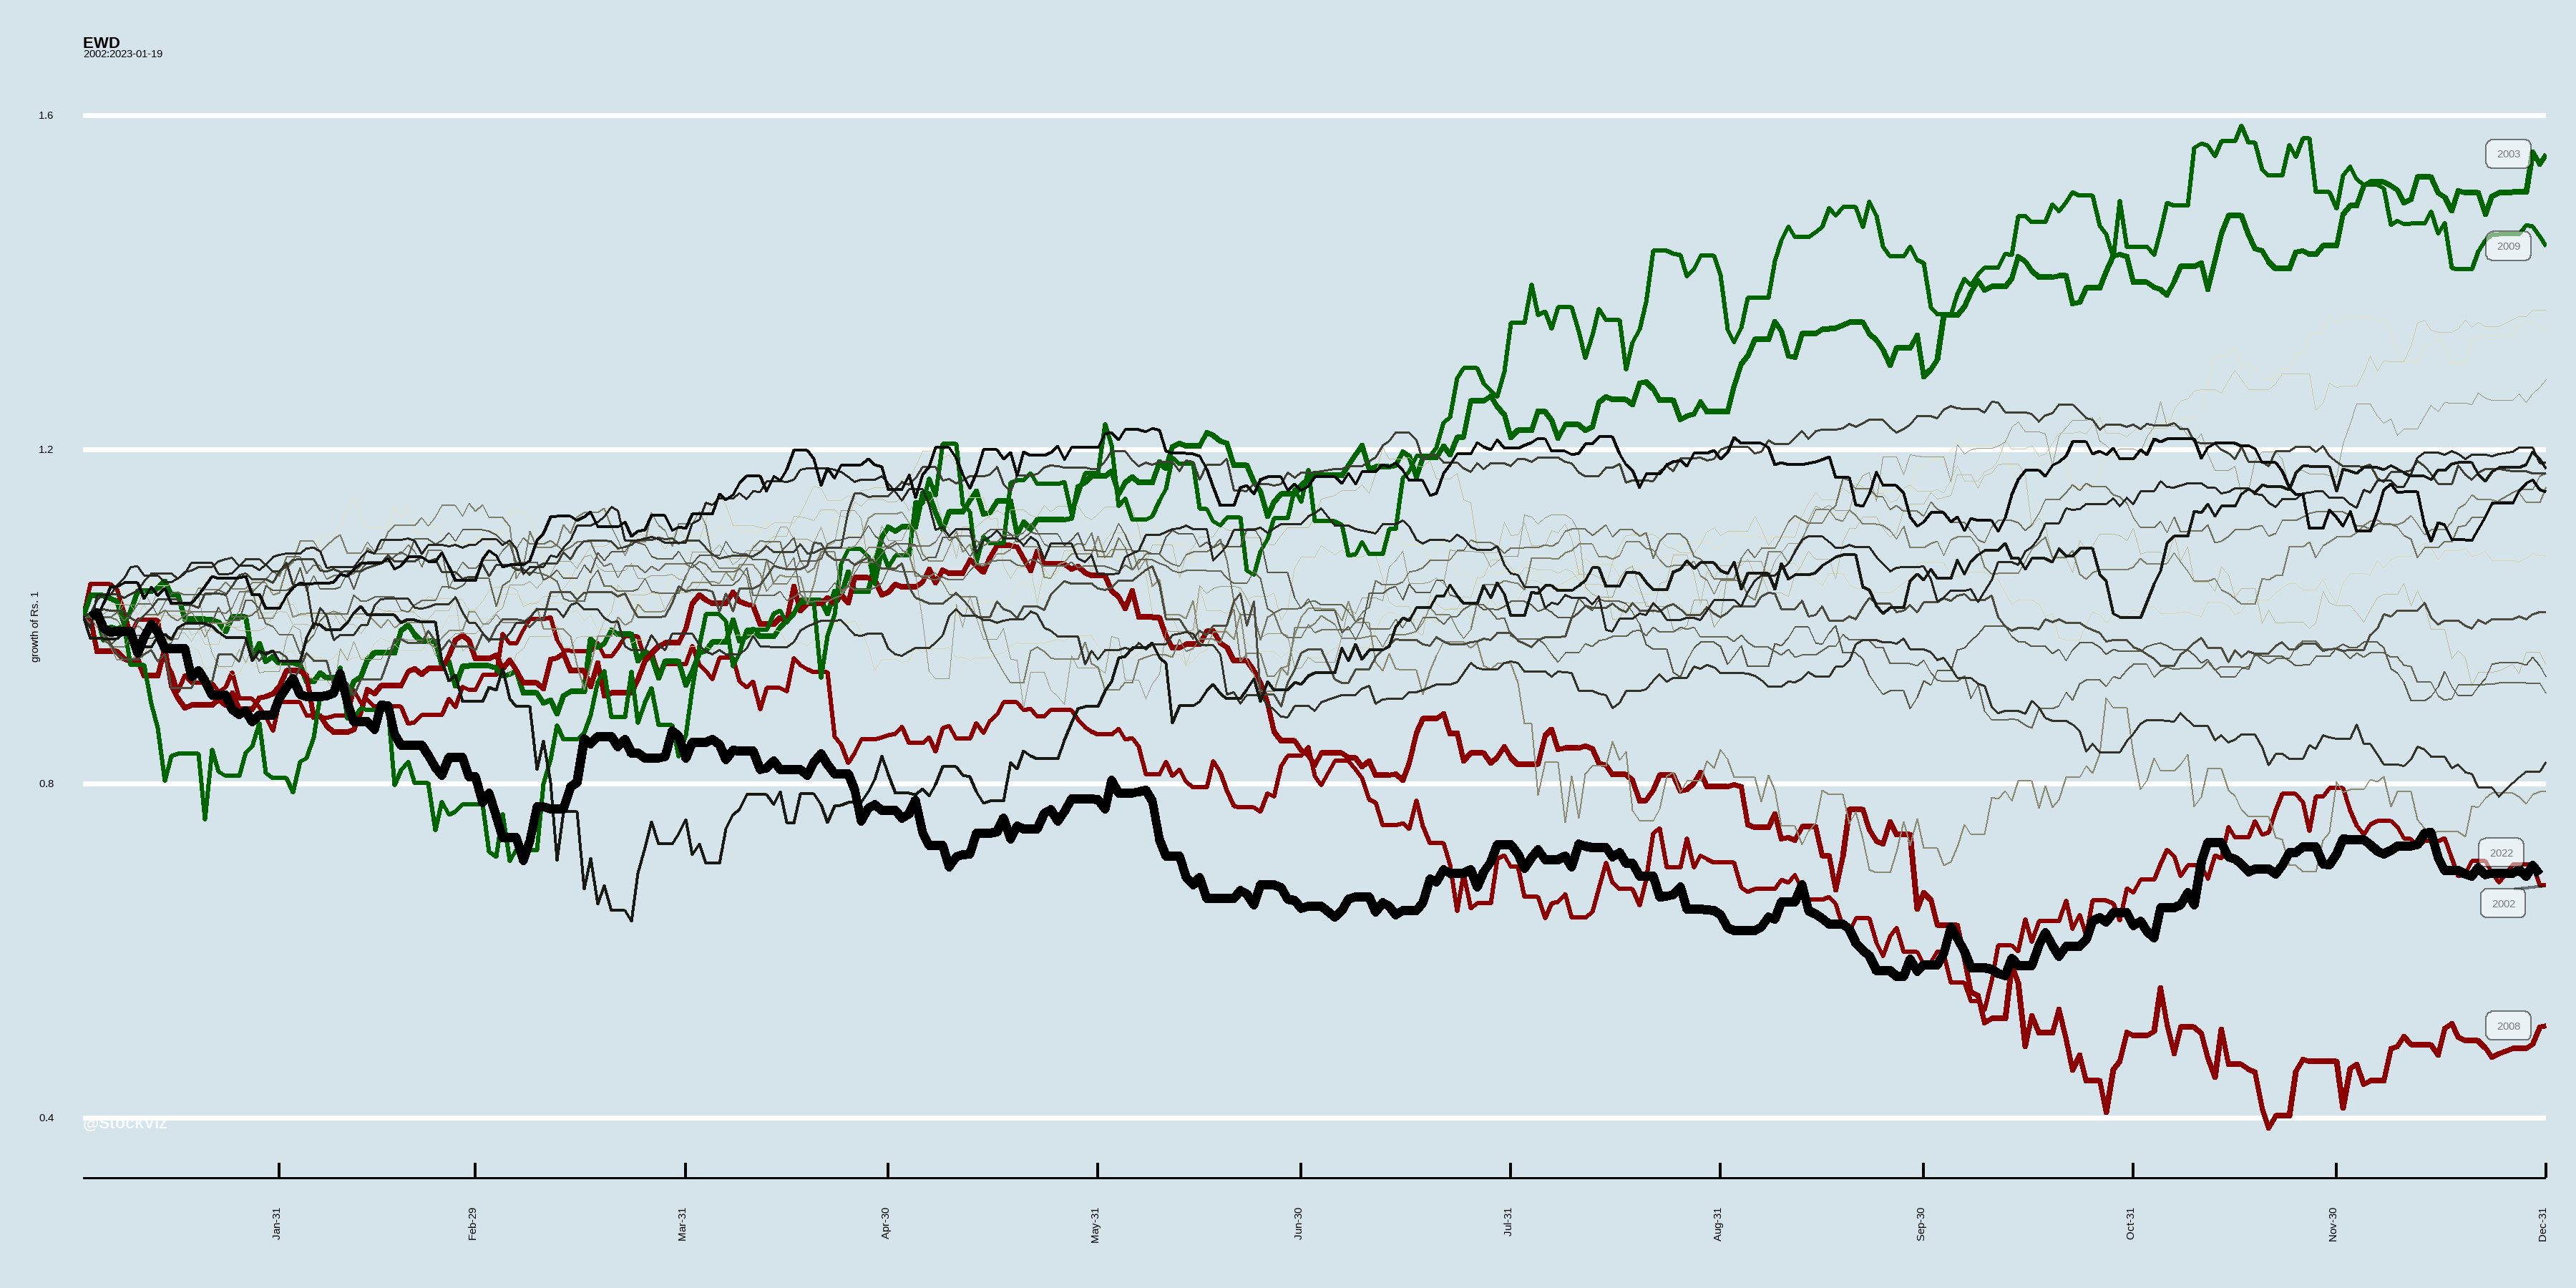 EWD
2002:2023-01-19
1.6
1.2
0.8
0.4
growth of Rs. 1
2003
2009
2022
2002
2008
@StockViz
Jan-31
Feb-29
Mar-31
Apr-30
May-31
Jun-30
Jul-31
Aug-31
Sep-30
Oct-31
Nov-30
Dec-31